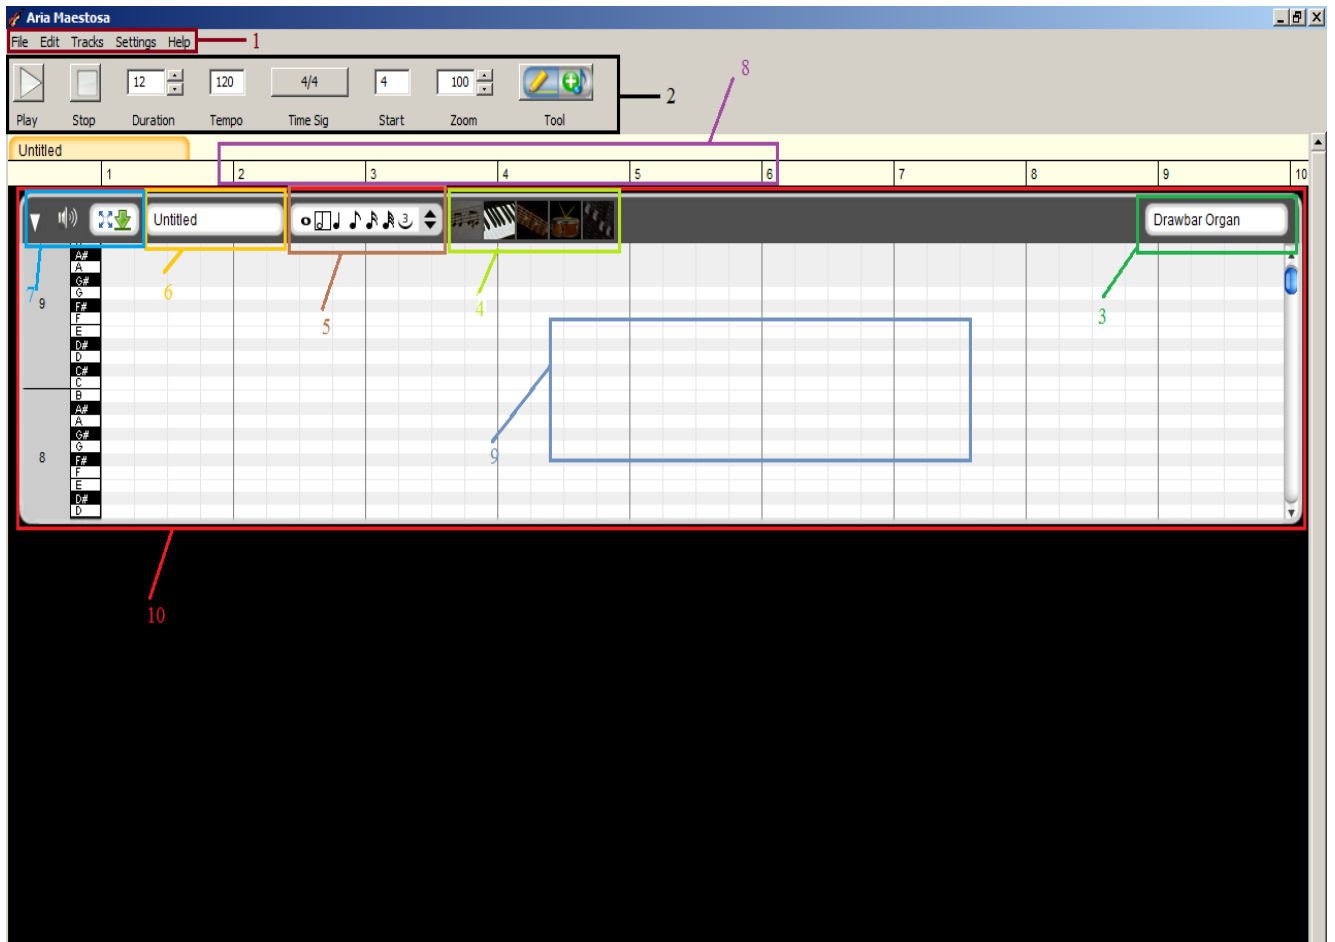 Aria Maestosa
File Edit Tracks Settings Help
1
8
12 120 4/4 4 100
2
Play Stop Duration Tempo Time Sig Start Zoom Tool
Untitled
1 2 3 4 5 6 7 8 9 10
Untitled 3 Drawbar Organ
A#
A
G#
7 6 G 4
9 F# 3
F 5
E
D#
D
C#
C
B
A#
A
G#
G
8 F# 9
F
E
D#
D
10